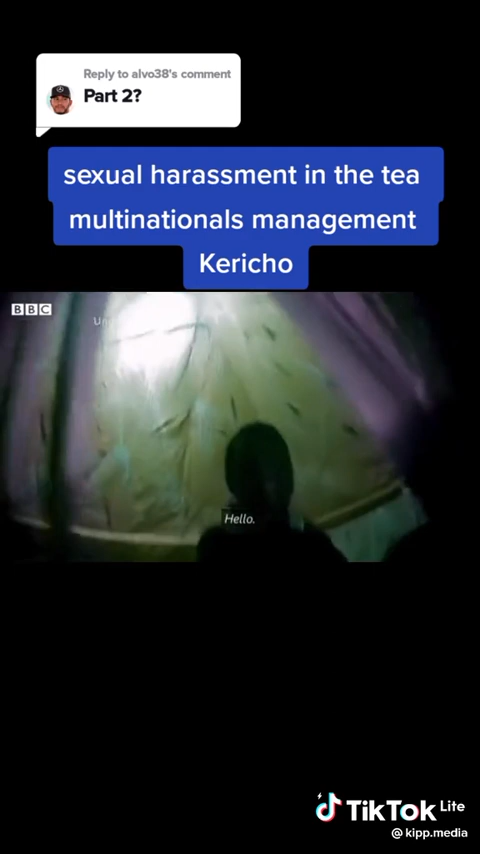 Reply to alvo38's comment
Part 2?
sexual harassment in the tea
multinationals management
Kericho
BBC
Hello.
TikTok Lite
@kipp.media